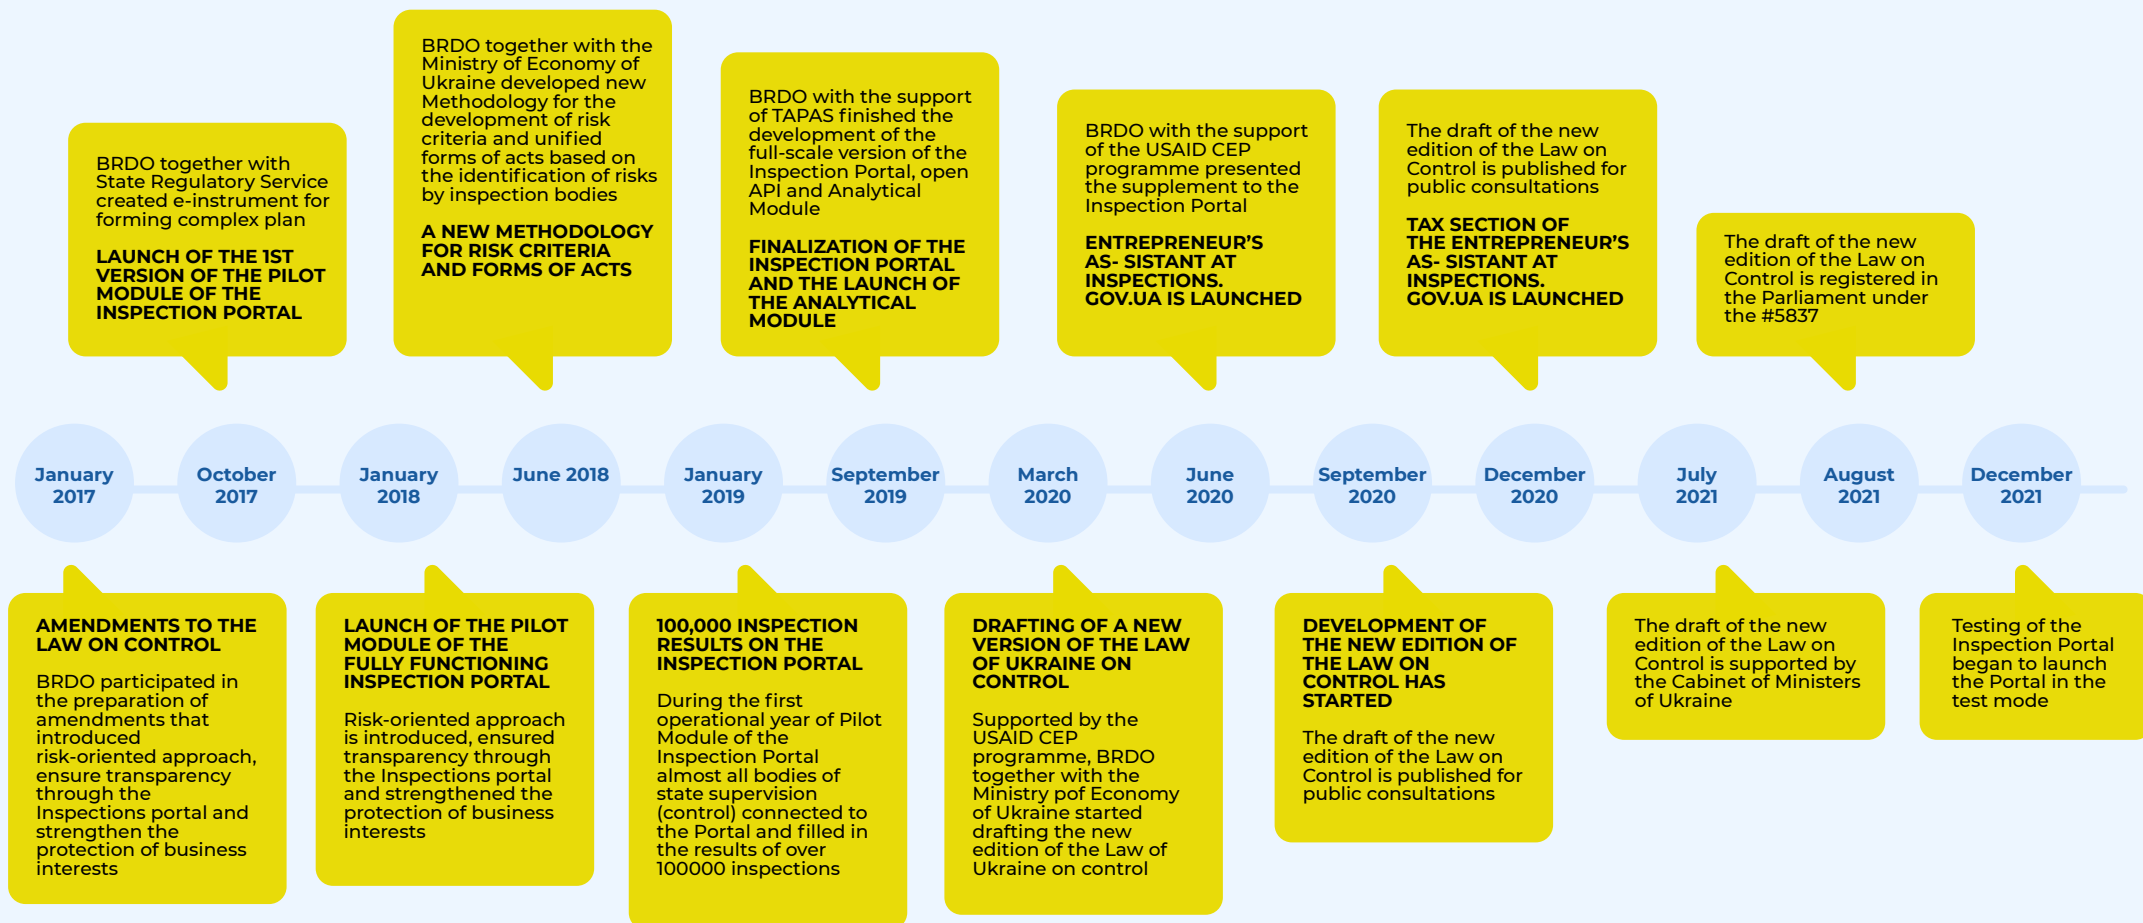 BRDO together with
State Regulatory Service
created e-instrument for
forming complex plan
LAUNCH OF THE 1ST
VERSION OF THE PILOT
MODULE OF THE
INSPECTION PORTAL
BRDO together with the
Ministry of Economy of
Ukraine developed new
Methodology for the
development of risk
criteria and unified
forms of acts based on
the identification of risks
by inspection bodies
A NEW METHODOLOGY
FOR RISK CRITERIA
AND FORMS OF ACTS
BRDO with the support
of TAPAS finished the
development of the
full-scale version of the
Inspection Portal, open
API and Analytical
Module
FINALIZATION OF THE
INSPECTION PORTAL
AND THE LAUNCH OF
THE ANALYTICAL
MODULE
BRDO with the support
of the USAID CEP
programme presented
the supplement to the
Inspection Portal
ENTREPRENEUR’S
AS- SISTANT AT
INSPECTIONS.
GOV.UA IS LAUNCHED
The draft of the new
edition of the Law on
Control is published for
public consultations
TAX SECTION OF
THE ENTREPRENEUR’S
AS- SISTANT AT
INSPECTIONS.
GOV.UA IS LAUNCHED
The draft of the new
edition of the Law on
Control is registered in
the Parliament under
the #5837
January
2017
October
2017
January
2018
June 2018
January
2019
September
2019
March
2020
June
2020
September
2020
December
2020
July
2021
August
2021
December
2021
AMENDMENTS TO THE
LAW ON CONTROL
BRDO participated in
the preparation of
amendments that
introduced
risk-oriented approach,
ensure transparency
through the
Inspections portal and
strengthen the
protection of business
interests
LAUNCH OF THE PILOT
MODULE OF THE
FULLY FUNCTIONING
INSPECTION PORTAL
Risk-oriented approach
is introduced, ensured
transparency through
the Inspections portal
and strengthened the
protection of business
interests
100,000 INSPECTION
RESULTS ON THE
INSPECTION PORTAL
During the first
operational year of Pilot
Module of the
Inspection Portal
almost all bodies of
state supervision
(control) connected to
the Portal and filled in
the results of over
100000 inspections
DRAFTING OF A NEW
VERSION OF THE LAW
OF UKRAINE ON
CONTROL
Supported by the
USAID CEP
programme, BRDO
together with the
Ministry pof Economy
of Ukraine started
drafting the new
edition of the Law of
Ukraine on control
DEVELOPMENT OF
THE NEW EDITION OF
THE LAW ON
CONTROL HAS
STARTED
The draft of the new
edition of the Law on
Control is published for
public consultations
The draft of the new
edition of the Law on
Control is supported by
the Cabinet of Ministers
of Ukraine
Testing of the
Inspection Portal
began to launch
the Portal in the
test mode